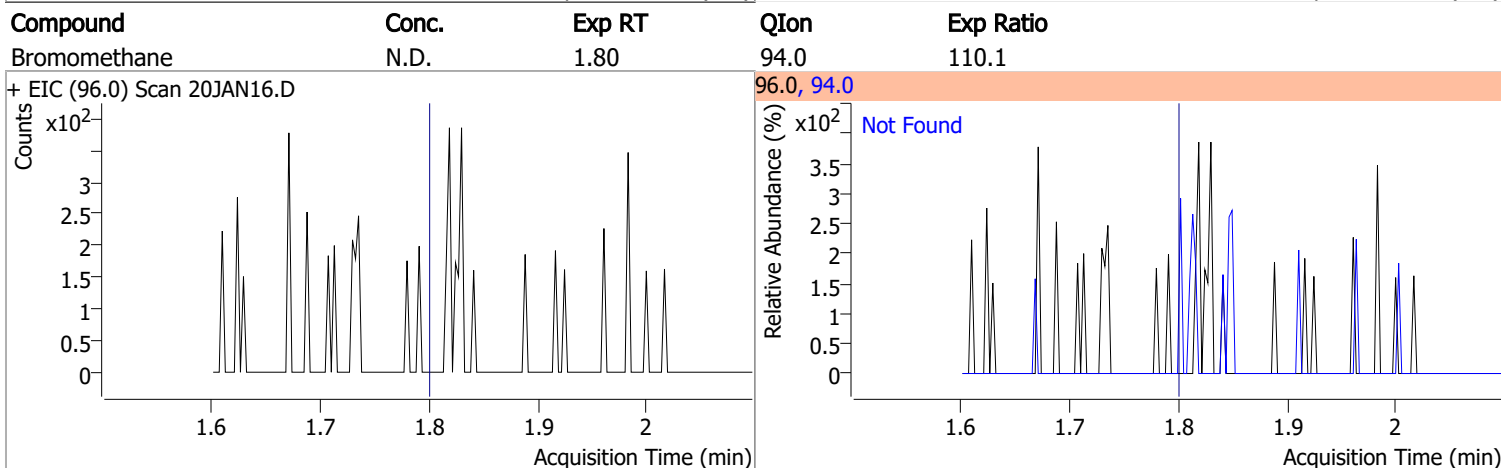 Compound Conc. Exp RT QIon Exp Ratio
Bromomethane N.D. 1.80 94.0 110.1
+ EIC (96.0) Scan 20JAN16.D
Counts
x10²
3
2.5
2
1.5
1
0.5
0
1.6 1.7 1.8 1.9 2
Acquisition Time (min)
96.0, 94.0
Relative Abundance (%)
x10²
Not Found
3.5
3
2.5
2
1.5
1
0.5
0
1.6 1.7 1.8 1.9 2
Acquisition Time (min)